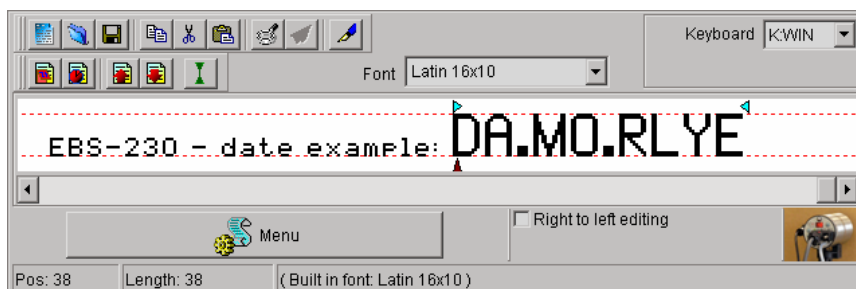 Keyboard K:WIN
Font Latin 16x10
EBS-230 - date example: DA.MO.RLYE
Menu
Right to left editing
Pos: 38 Length: 38 ( Built in font: Latin 16x10 )